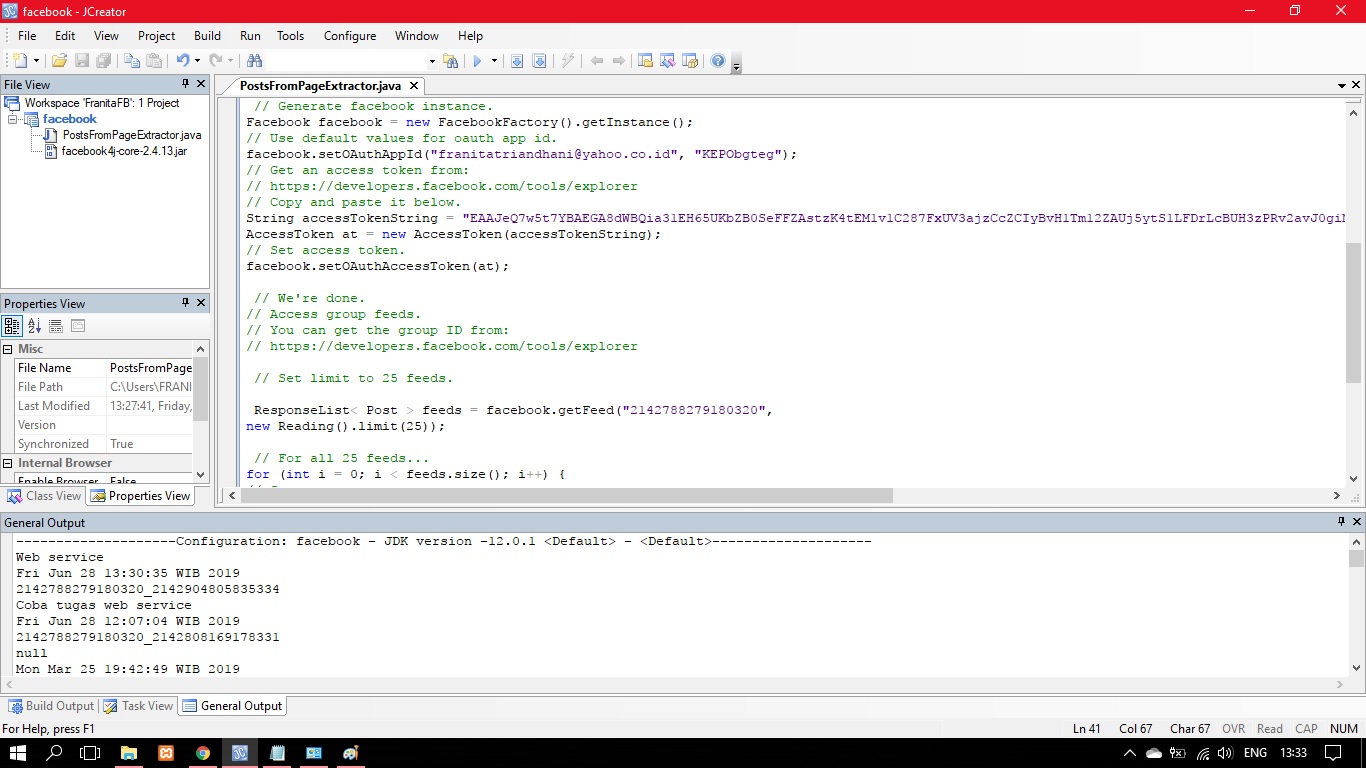 facebook - JCreator
File Edit View Project Build Run Tools Configure Window Help
File View
Workspace 'FranitaFB': 1 Project
facebook
PostsFromPageExtractor.java
facebook4j-core-2.4.13.jar
Properties View
Misc
File Name PostsFromPage
File Path C:\Users\FRANI
Last Modified 13:27:41, Friday,
Version
Synchronized True
Internal Browser
Enable Browser False
Class View Properties View
PostsFromPageExtractor.java
// Generate facebook instance.
Facebook facebook = new FacebookFactory().getInstance();
// Use default values for oauth app id.
facebook.setOAuthAppId("franitatriandhani@yahoo.co.id", "KEPObgteg");
// Get an access token from:
// https://developers.facebook.com/tools/explorer
// Copy and paste it below.
String accessTokenString =
AccessToken at = new AccessToken(accessTokenString);
// Set access token.
facebook.setOAuthAccessToken(at);
// We're done.
// Access group feeds.
// You can get the group ID from:
// https://developers.facebook.com/tools/explorer
// Set limit to 25 feeds.
ResponseList< Post > feeds = facebook.getFeed("2142788279180320",
new Reading().limit(25));
// For all 25 feeds...
for (int i = 0; i < feeds.size(); i++) {
General Output
--------------------Configuration: facebook - JDK version -12.0.1 <Default> - <Default>--------------------
Web service
Fri Jun 28 13:30:35 WIB 2019
2142788279180320_2142904805835334
Coba tugas web service
Fri Jun 28 12:07:04 WIB 2019
2142788279180320_2142808169178331
null
Mon Mar 25 19:42:49 WIB 2019
Build Output Task View General Output
For Help, press F1
Ln 41 Col 67 Char 67 OVR Read CAP NUM
ENG 13:33